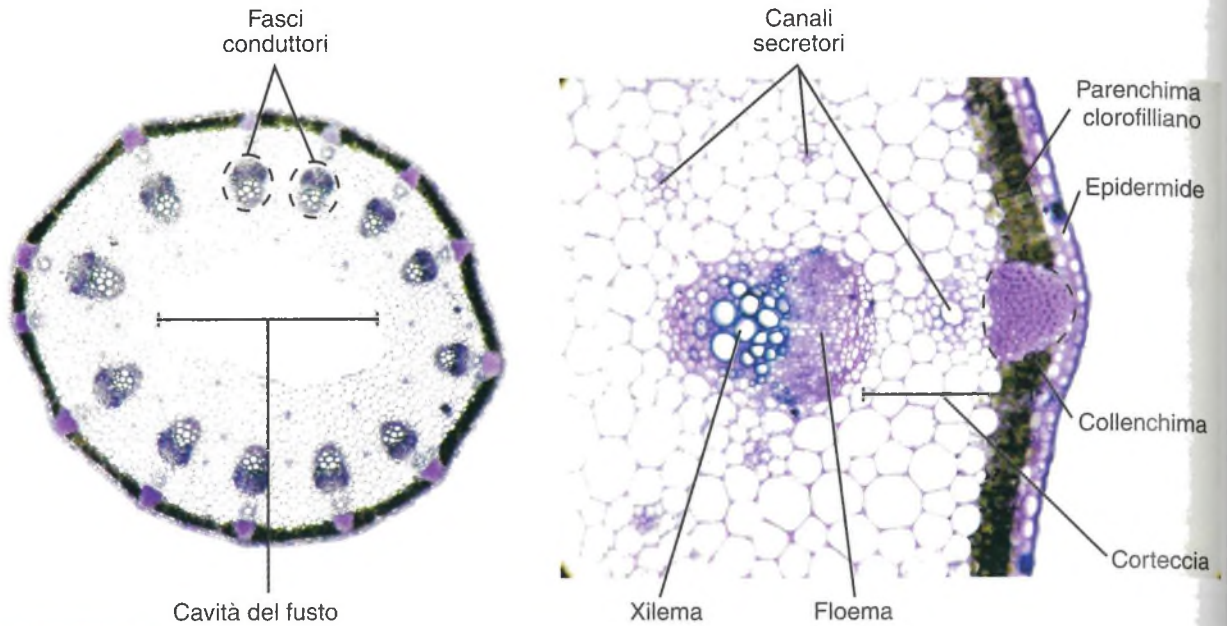 Fasci
conduttori
Cavità del fusto
Canali
secretori
Parenchima
clorofilliano
Epidermide
Collenchima
Corteccia
Xilema
Floema